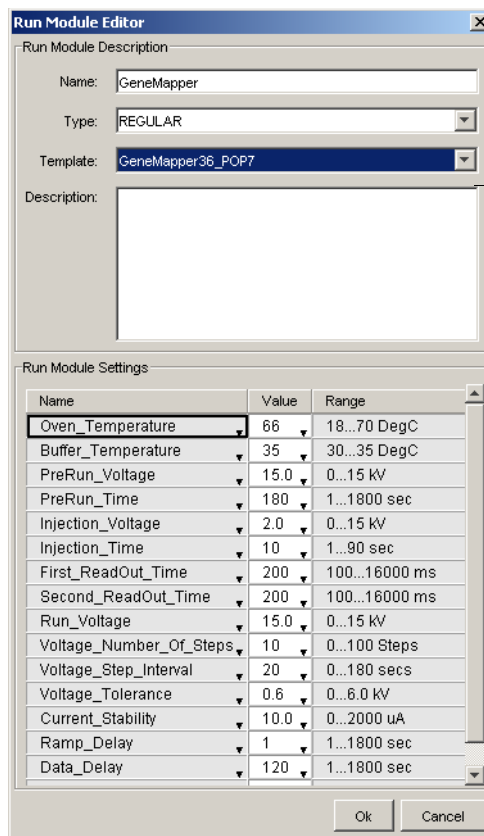 Run Module Editor
Run Module Description
Name: GeneMapper
Type: REGULAR
Template: GeneMapper36_POP7
Description:
Run Module Settings
Name Value Range
Oven_Temperature 66 18...70 DegC
Buffer_Temperature 35 30...35 DegC
PreRun_Voltage 15.0 0...15 kV
PreRun_Time 180 1...1800 sec
Injection_Voltage 2.0 0...15 kV
Injection_Time 10 1...90 sec
First_ReadOut_Time 200 100...16000 ms
Second_ReadOut_Time 200 100...16000 ms
Run_Voltage 15.0 0...15 kV
Voltage_Number_Of_Steps 10 0...100 Steps
Voltage_Step_Interval 20 0...180 secs
Voltage_Tolerance 0.6 0...6.0 kV
Current_Stability 10.0 0...2000 uA
Ramp_Delay 1 1...1800 sec
Data_Delay 120 1...1800 sec
Ok Cancel